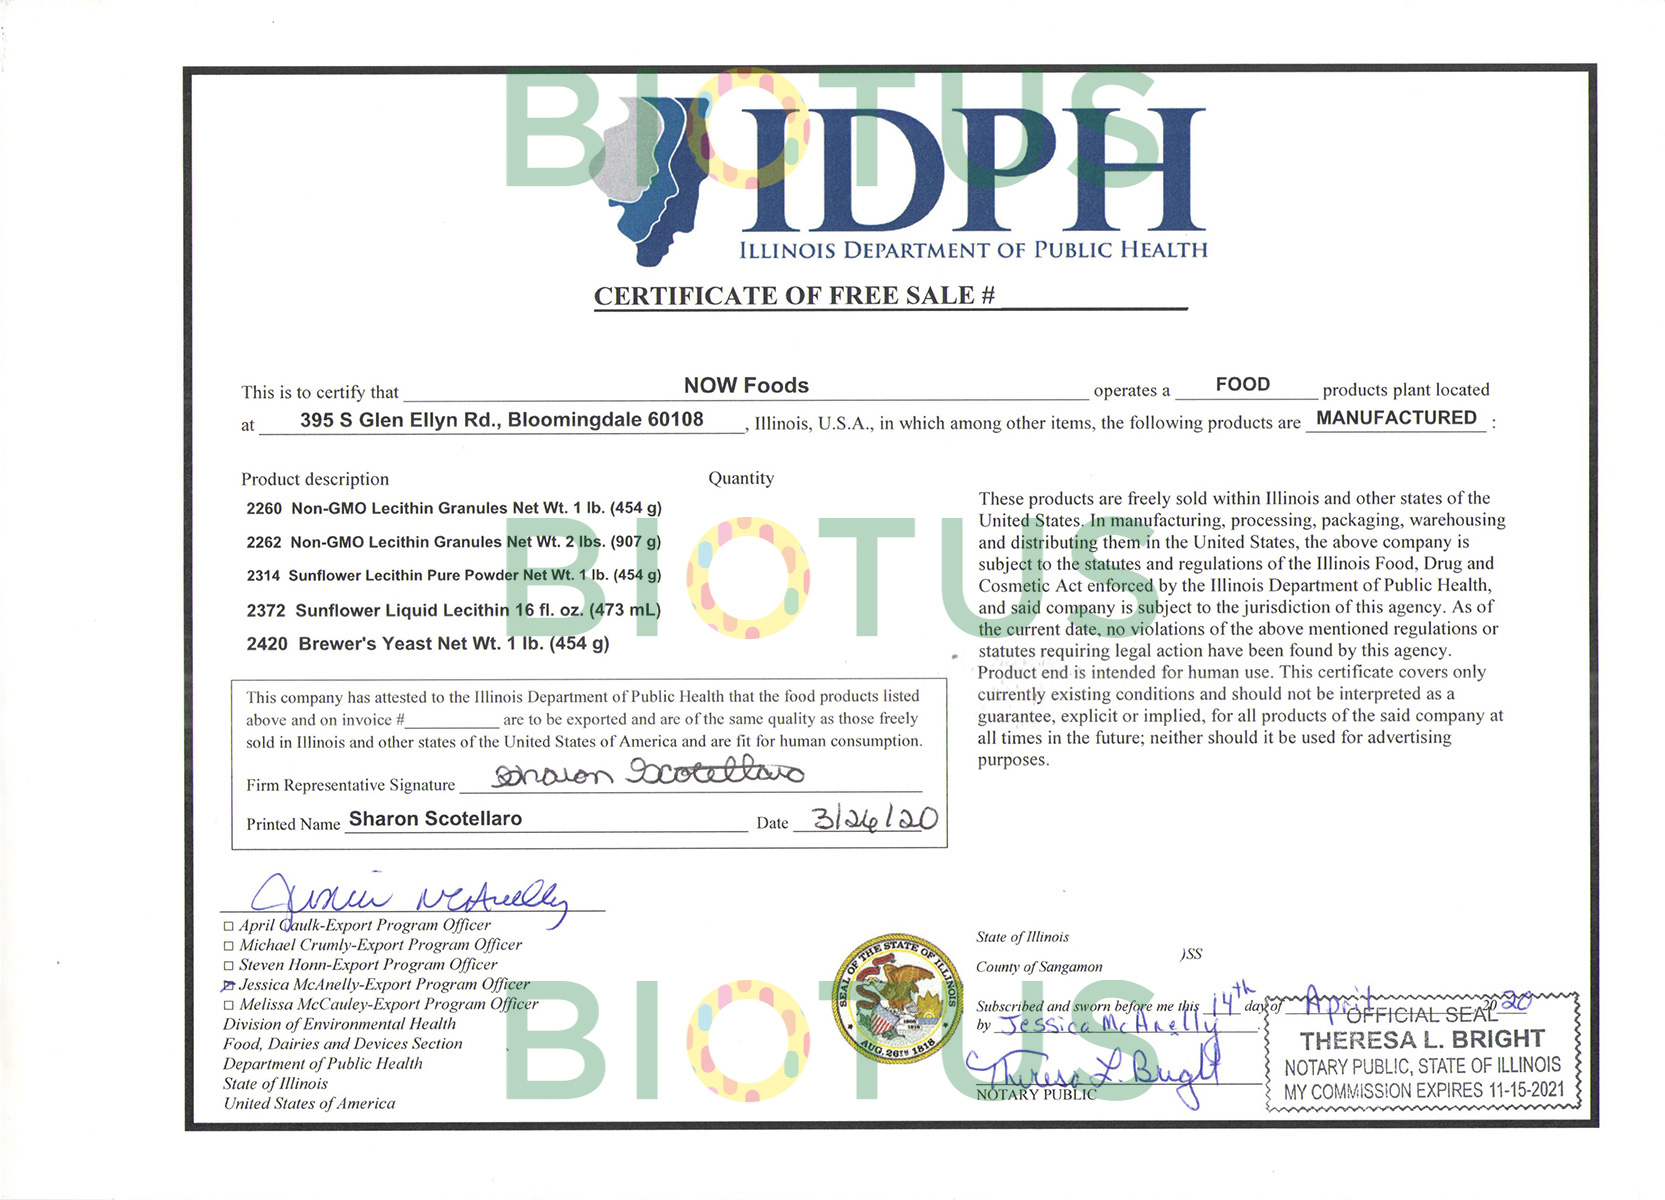 BIOTUS
IDPH
ILLINOIS DEPARTMENT OF PUBLIC HEALTH
CERTIFICATE OF FREE SALE #
This is to certify that NOW Foods operates a FOOD products plant located
at 395 S Glen Ellyn Rd., Bloomingdale 60108, Illinois, U.S.A., in which among other items, the following products are MANUFACTURED :
Product description Quantity
2260 Non-GMO Lecithin Granules Net Wt. 1 lb. (454 g)
2262 Non-GMO Lecithin Granules Net Wt. 2 lbs. (907 g)
2314 Sunflower Lecithin Pure Powder Net Wt. 1 lb. (454 g)
2372 Sunflower Liquid Lecithin 16 fl. oz. (473 mL)
2420 Brewer's Yeast Net Wt. 1 lb. (454 g)
BIOTUS
These products are freely sold within Illinois and other states of the
United States. In manufacturing, processing, packaging, warehousing
and distributing them in the United States, the above company is
subject to the statutes and regulations of the Illinois Food, Drug and
Cosmetic Act enforced by the Illinois Department of Public Health,
and said company is subject to the jurisdiction of this agency. As of
the current date, no violations of the above mentioned regulations or
statutes requiring legal action have been found by this agency.
Product end is intended for human use. This certificate covers only
currently existing conditions and should not be interpreted as a
guarantee, explicit or implied, for all products of the said company at
all times in the future; neither should it be used for advertising
purposes.
This company has attested to the Illinois Department of Public Health that the food products listed
above and on invoice # are to be exported and are of the same quality as those freely
sold in Illinois and other states of the United States of America and are fit for human consumption.
Firm Representative Signature Sharon Scotellaro
Printed Name Sharon Scotellaro Date 3/26/20
Jessica McAnelly
April Caulk-Export Program Officer
Michael Crumly-Export Program Officer
Steven Honn-Export Program Officer
Jessica McAnelly-Export Program Officer
Melissa McCauley-Export Program Officer
Division of Environmental Health
Food, Dairies and Devices Section
Department of Public Health
State of Illinois
United States of America
BIOTUS
SEAL OF THE STATE OF ILLINOIS
AUG. 26TH 1818
State of Illinois
)SS
County of Sangamon
Subscribed and sworn before me this 14th day of April 2020
by Jessica McAnelly.
Theresa L. Bright
NOTARY PUBLIC
OFFICIAL SEAL
THERESA L. BRIGHT
NOTARY PUBLIC, STATE OF ILLINOIS
MY COMMISSION EXPIRES 11-15-2021